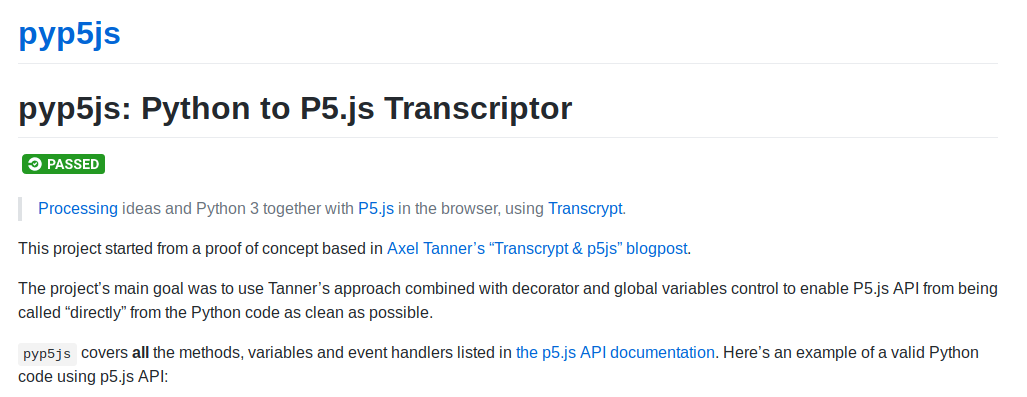 pyp5js
pyp5js: Python to P5.js Transcriptor
PASSED
Processing ideas and Python 3 together with P5.js in the browser, using Transcrypt.
This project started from a proof of concept based in Axel Tanner’s “Transcrypt & p5js” blogpost.
The project’s main goal was to use Tanner’s approach combined with decorator and global variables control to enable P5.js API from being
called “directly” from the Python code as clean as possible.
pyp5js covers all the methods, variables and event handlers listed in the p5.js API documentation. Here’s an example of a valid Python
code using p5.js API: